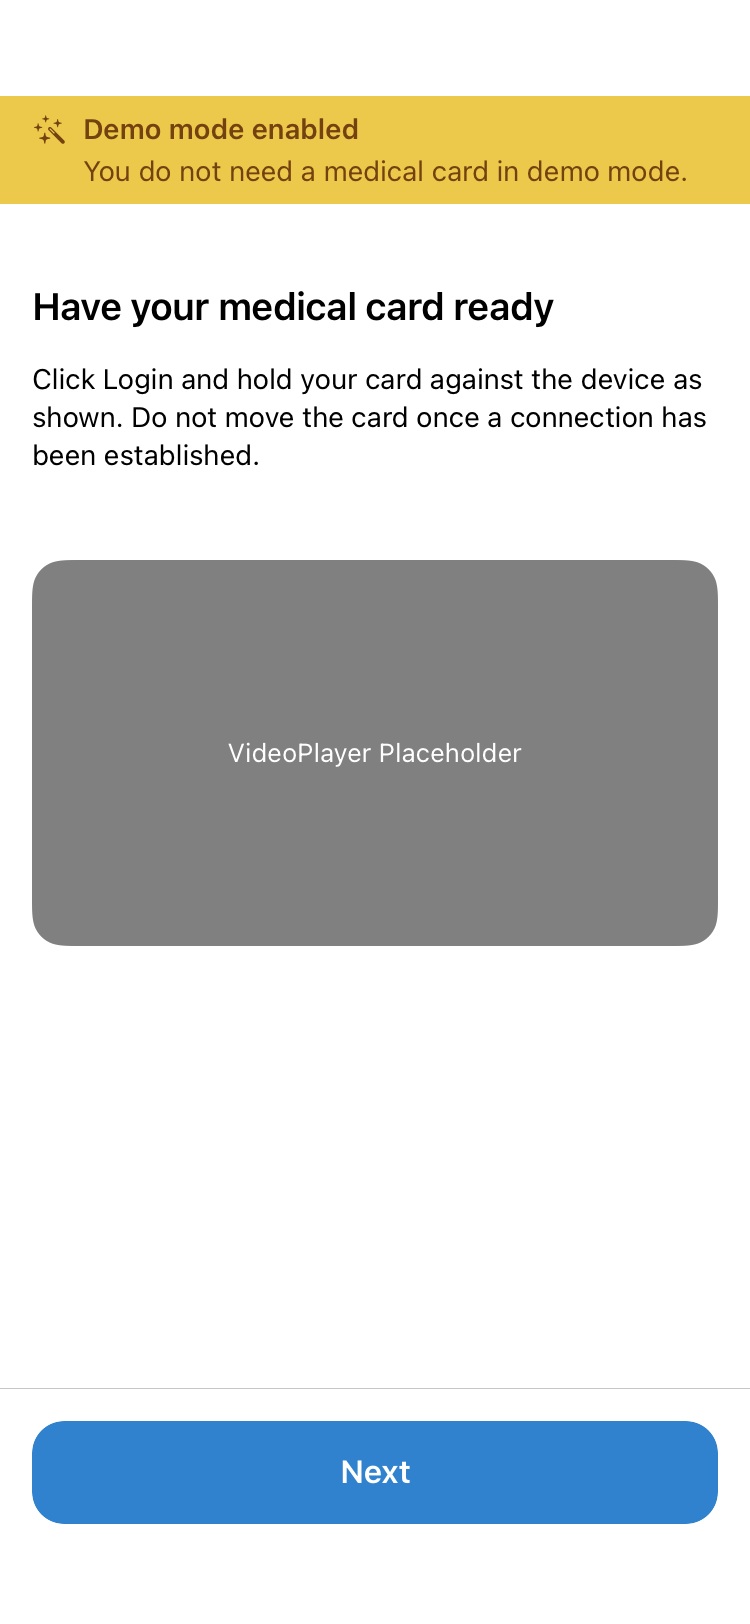 Demo mode enabled
You do not need a medical card in demo mode.
Have your medical card ready
Click Login and hold your card against the device as
shown. Do not move the card once a connection has
been established.
VideoPlayer Placeholder
Next